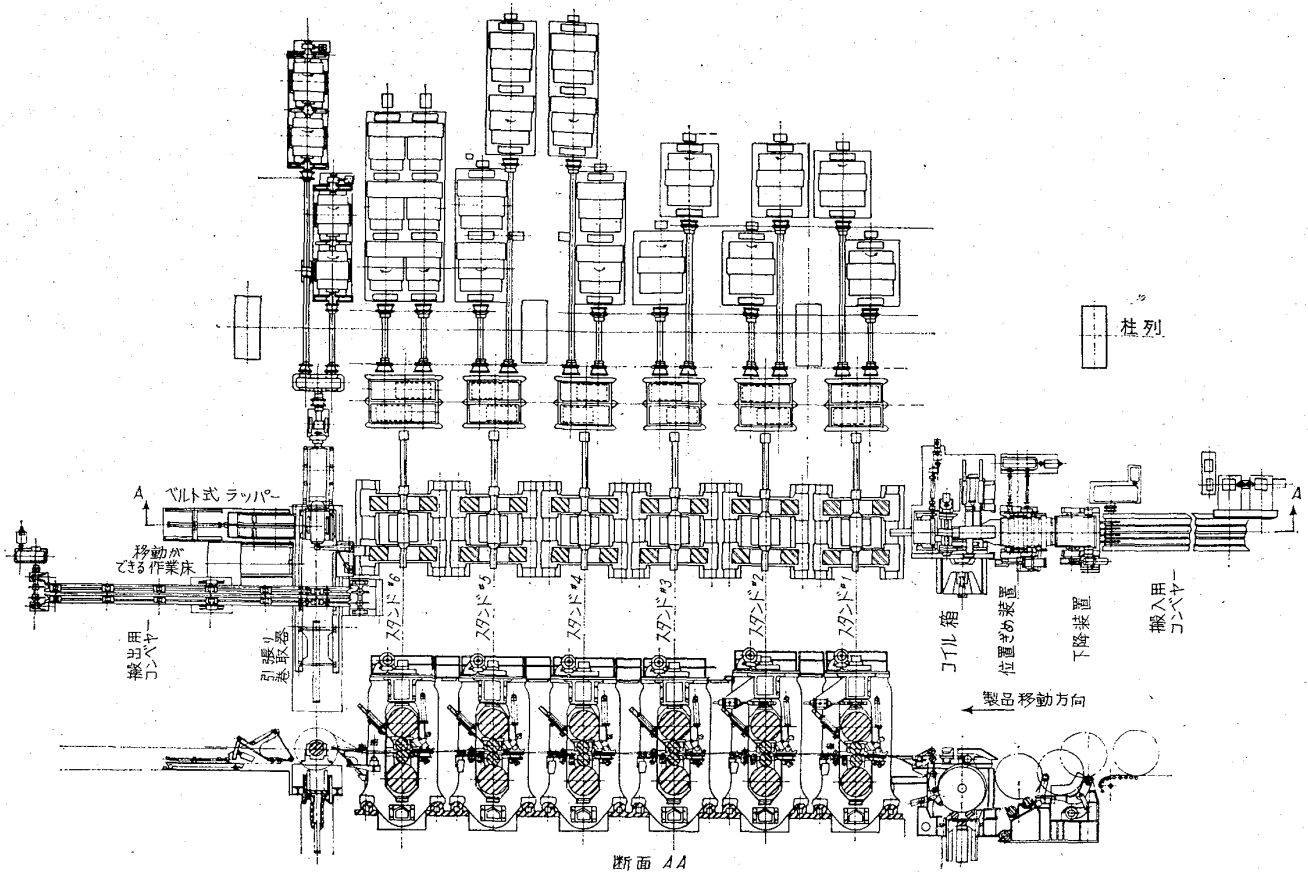 柱列
A
ベルト式 ラッパー
A
移動が
できる作業床
スタンド#6
スタンド#5
スタンド#4
スタンド#3
スタンド#2
スタンド#1
搬出用
コンベヤー
引張り
巻取器
コイル箱
位置ぎめ装置
下降装置
搬入用
コンベヤー
製品移動方向
断面 AA